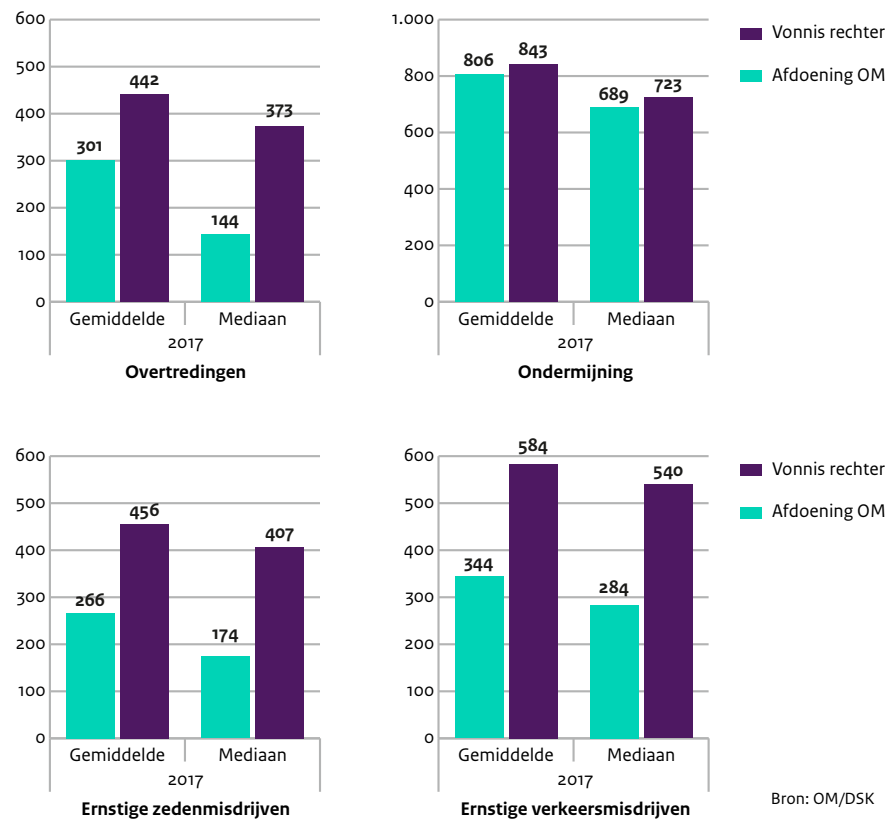 600
500
400
300
200
100
0
301
442
144
373
Gemiddelde
Mediaan
2017
Overtredingen
1.000
800
600
400
200
0
806
843
689
723
Gemiddelde
Mediaan
2017
Ondermijning
Vonnis rechter
Afdoening OM
600
500
400
300
200
100
0
266
456
174
407
Gemiddelde
Mediaan
2017
Ernstige zedenmisdrijven
600
500
400
300
200
100
0
344
584
284
540
Gemiddelde
Mediaan
2017
Ernstige verkeersmisdrijven
Vonnis rechter
Afdoening OM
Bron: OM/DSK